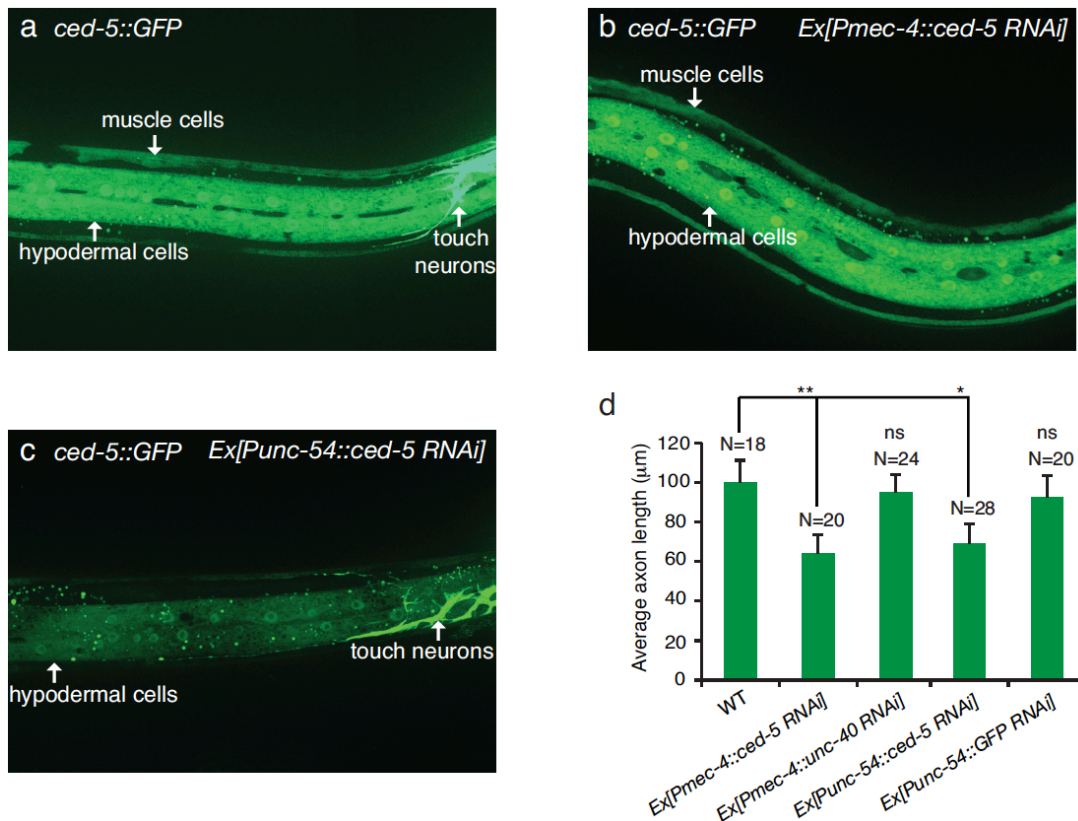 a ced-5::GFP
muscle cells
hypodermal cells
touch
neurons
b ced-5::GFP Ex[Pmec-4::ced-5 RNAi]
muscle cells
hypodermal cells
c ced-5::GFP Ex[Punc-54::ced-5 RNAi]
touch neurons
hypodermal cells
d
** *
ns ns
N=18 N=24 N=20
N=20 N=28
Average axon length (μm)
120
100
80
60
40
20
0
WT
Ex[Pmec-4::ced-5 RNAi]
Ex[Pmec-4::unc-40 RNAi]
Ex[Punc-54::ced-5 RNAi]
Ex[Punc-54::GFP RNAi]